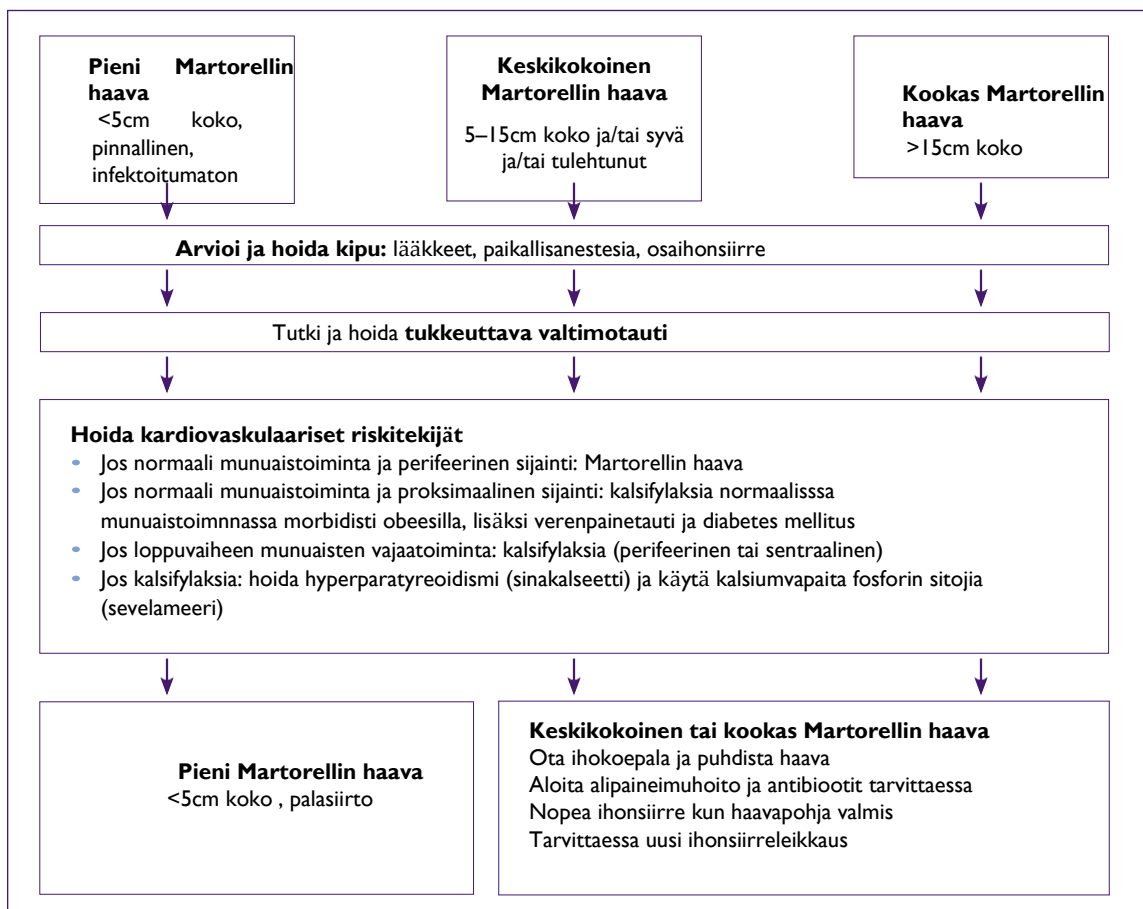 Pieni Martorellin
haava
<5cm koko,
pinnallinen,
infektoitumaton
Keskikokoinen
Martorellin haava
5–15cm koko ja/tai syvä
ja/tai tulehtunut
Kookas Martorellin
haava
>15cm koko
Arvioi ja hoida kipu: lääkkeet, paikallisanestesia, osaihonsiirre
Tutki ja hoida tukkeuttava valtimotauti
Hoida kardiovaskulaariset riskitekijät
• Jos normaali munuaistoiminta ja perifeerinen sijainti: Martorellin haava
• Jos normaali munuaistoiminta ja proksimaalinen sijainti: kalsifylaksia normaalisssa
munuaistoimnnassa morbidisti obeesilla, lisäksi verenpainetauti ja diabetes mellitus
• Jos loppuvaiheen munuaisten vajaatoiminta: kalsifylaksia (perifeerinen tai sentraalinen)
• Jos kalsifylaksia: hoida hyperparatyreoidismi (sinakalseetti) ja käytä kalsiumvapaita fosforin sitojia
(sevelameeri)
Pieni Martorellin haava
<5cm koko , palasiirto
Keskikokoinen tai kookas Martorellin haava
Ota ihokoepala ja puhdista haava
Aloita alipaineimuhoito ja antibiootit tarvittaessa
Nopea ihonsiirre kun haavapohja valmis
Tarvittaessa uusi ihonsiirreleikkaus